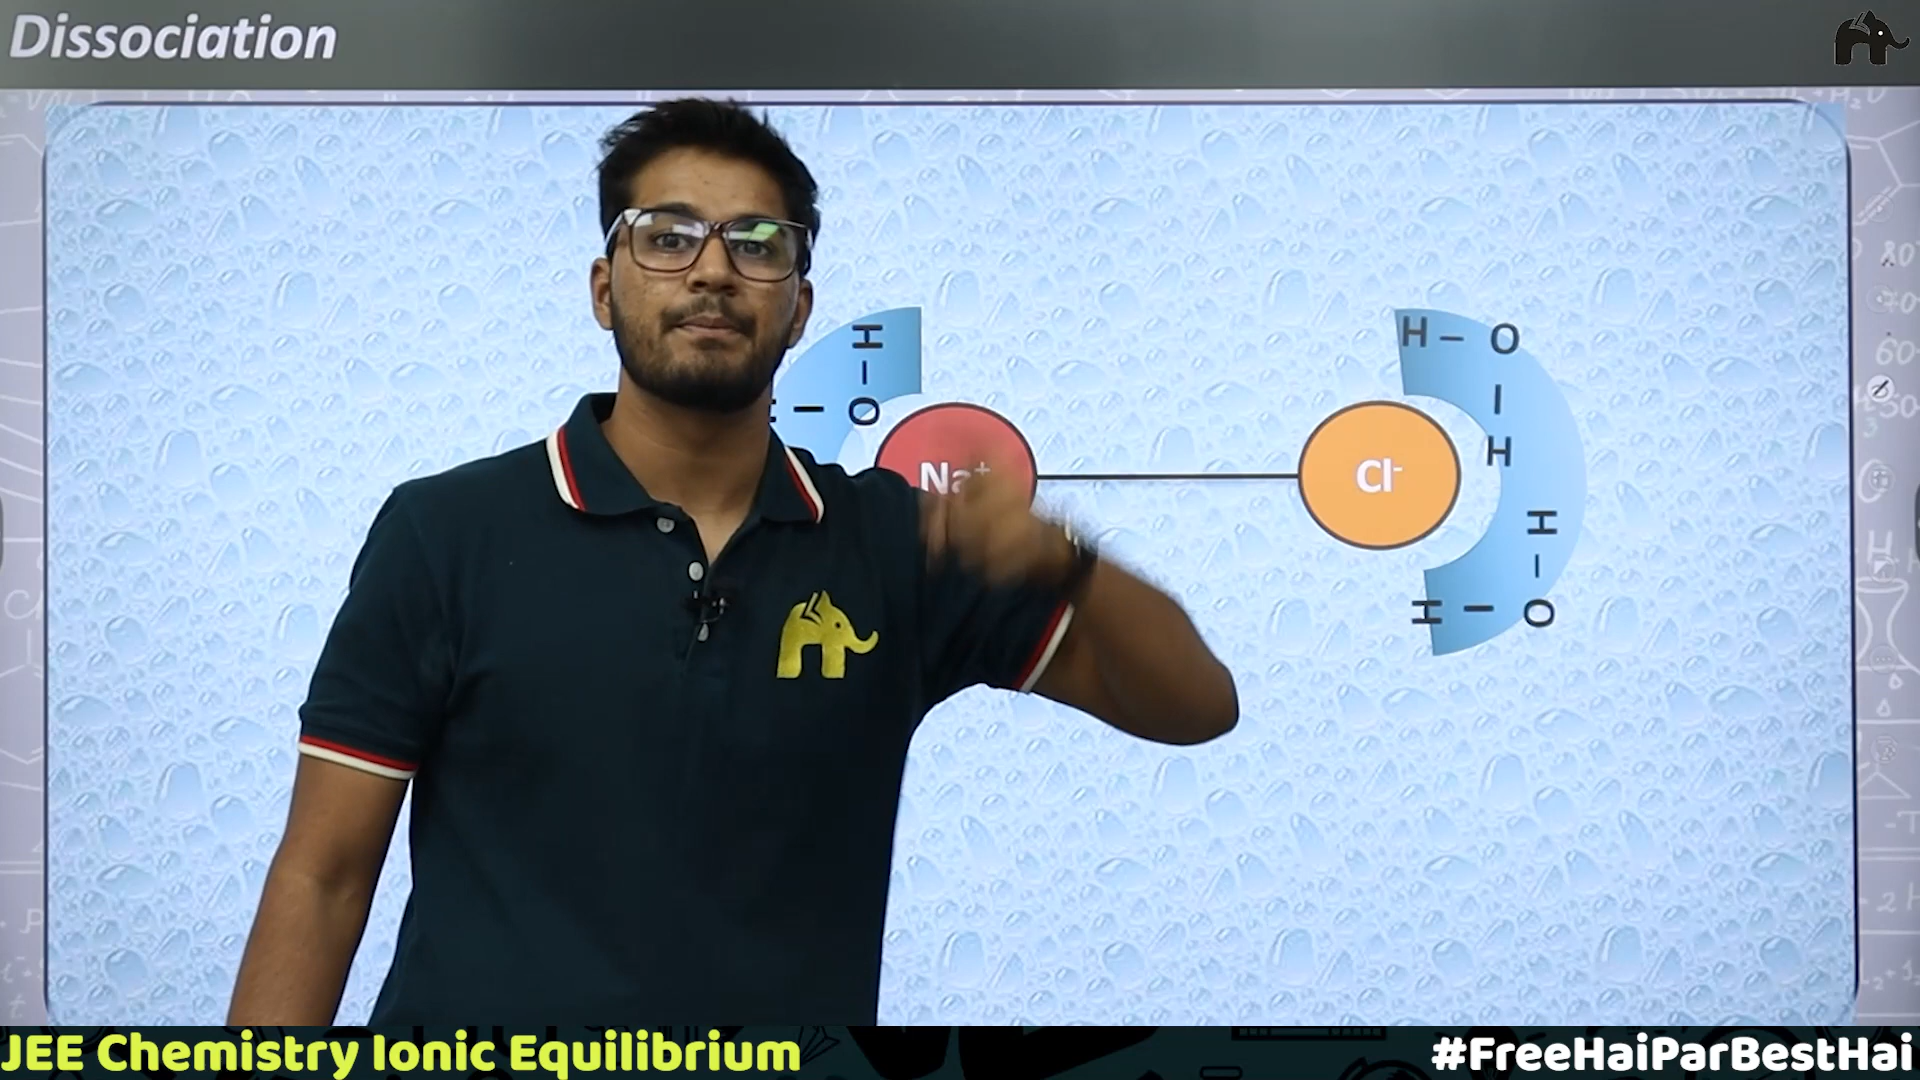 Dissociation
H
H – O
|
|
– O
Na⁺
Cl⁻
H
H
|
H – O
JEE Chemistry Ionic Equilibrium
#FreeHaiParBestHai